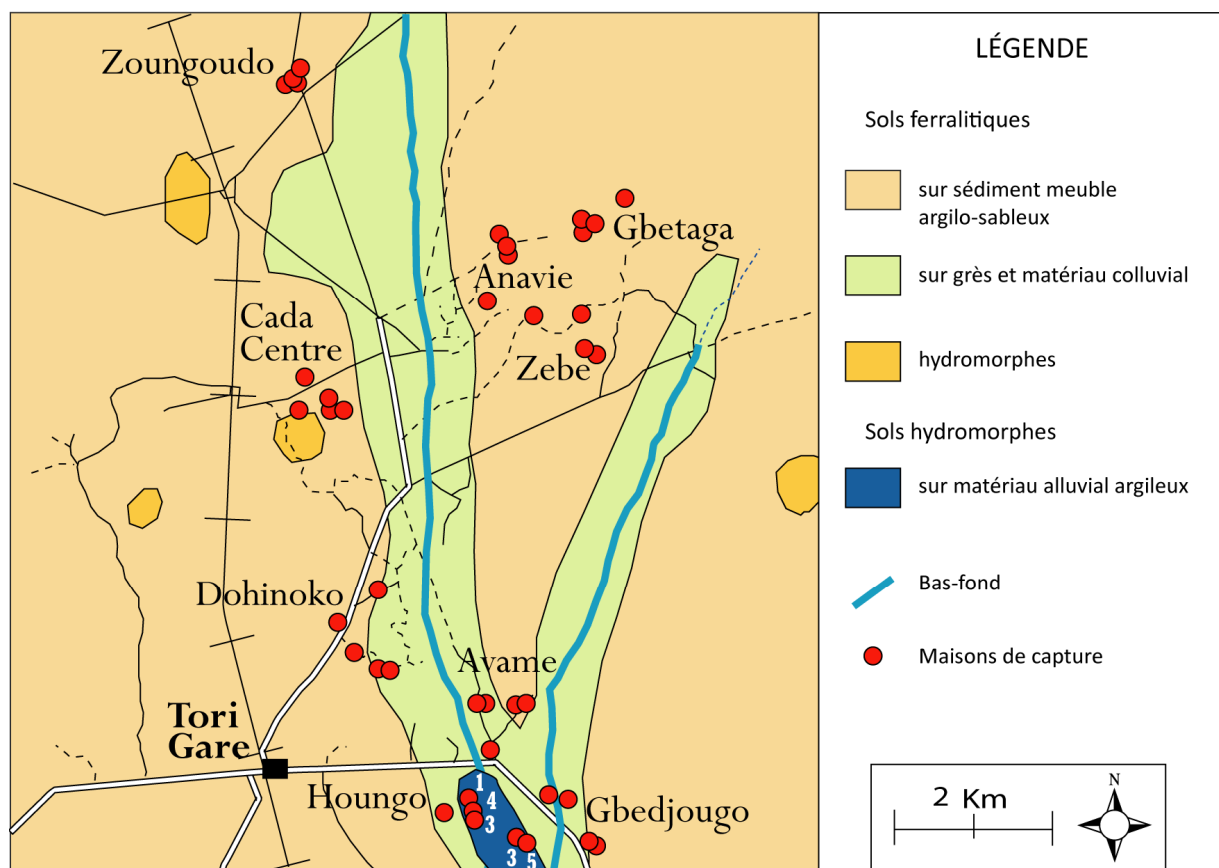 Zoungoudo
Gbetaga
Anavie
Cada
Centre
Zebe
Dohinoko
Avame
Tori
Gare
Houngo
Gbedjougo
1
4
3
3
5
LÉGENDE
Sols ferralitiques
sur sédiment meuble
argilo-sableux
sur grès et matériau colluvial
hydromorphes
Sols hydromorphes
sur matériau alluvial argileux
Bas-fond
Maisons de capture
2 Km
N